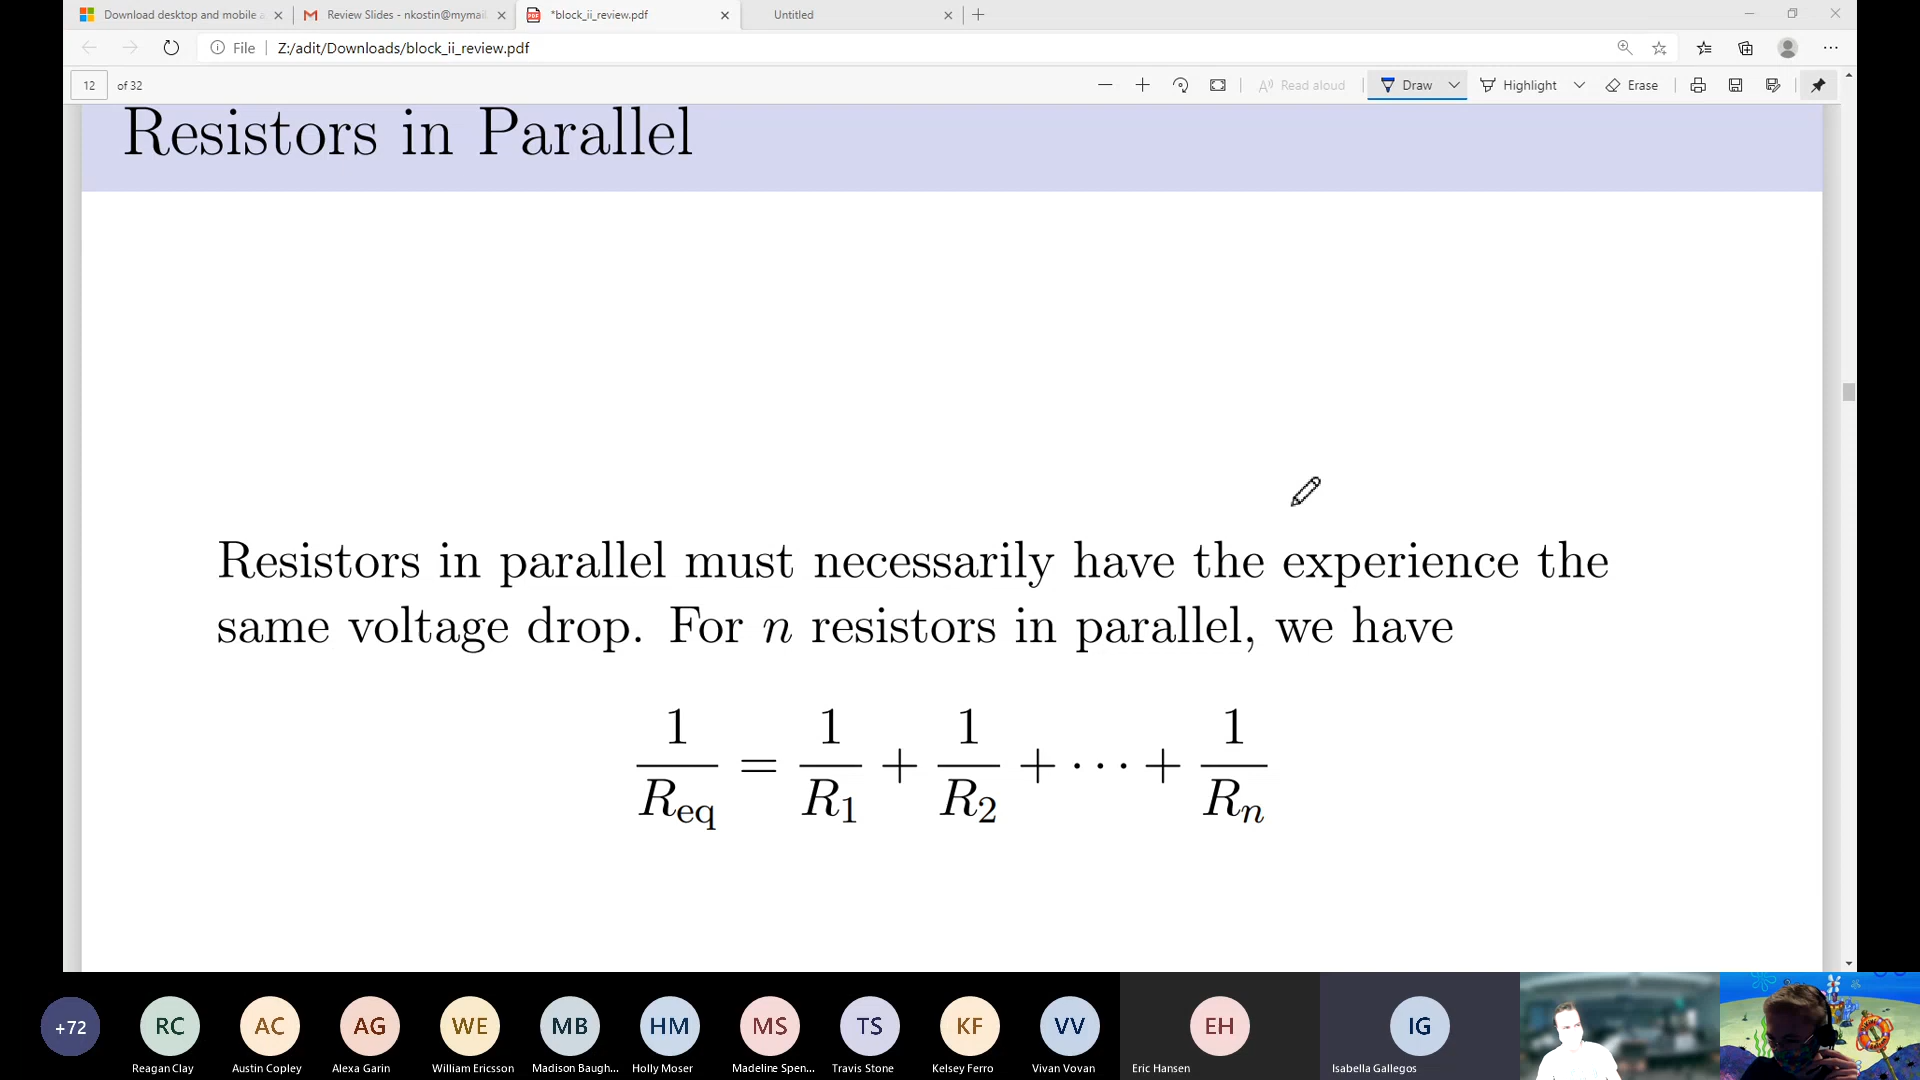 Download desktop and mobile a
Review Slides - nkostin@mymai
*block_ii_review.pdf
Untitled
File
Z:/adit/Downloads/block_ii_review.pdf
12 of 32
Read aloud
Draw
Highlight
Erase
Resistors in Parallel
Resistors in parallel must necessarily have the experience the
same voltage drop. For n resistors in parallel, we have
1/R_eq = 1/R_1 + 1/R_2 + ··· + 1/R_n
+72
RC
AC
AG
WE
MB
HM
MS
TS
KF
VV
EH
IG
Reagan Clay
Austin Copley
Alexa Garin
William Ericsson
Madison Baugh...
Holly Moser
Madeline Spen...
Travis Stone
Kelsey Ferro
Vivan Vovan
Eric Hansen
Isabella Gallegos